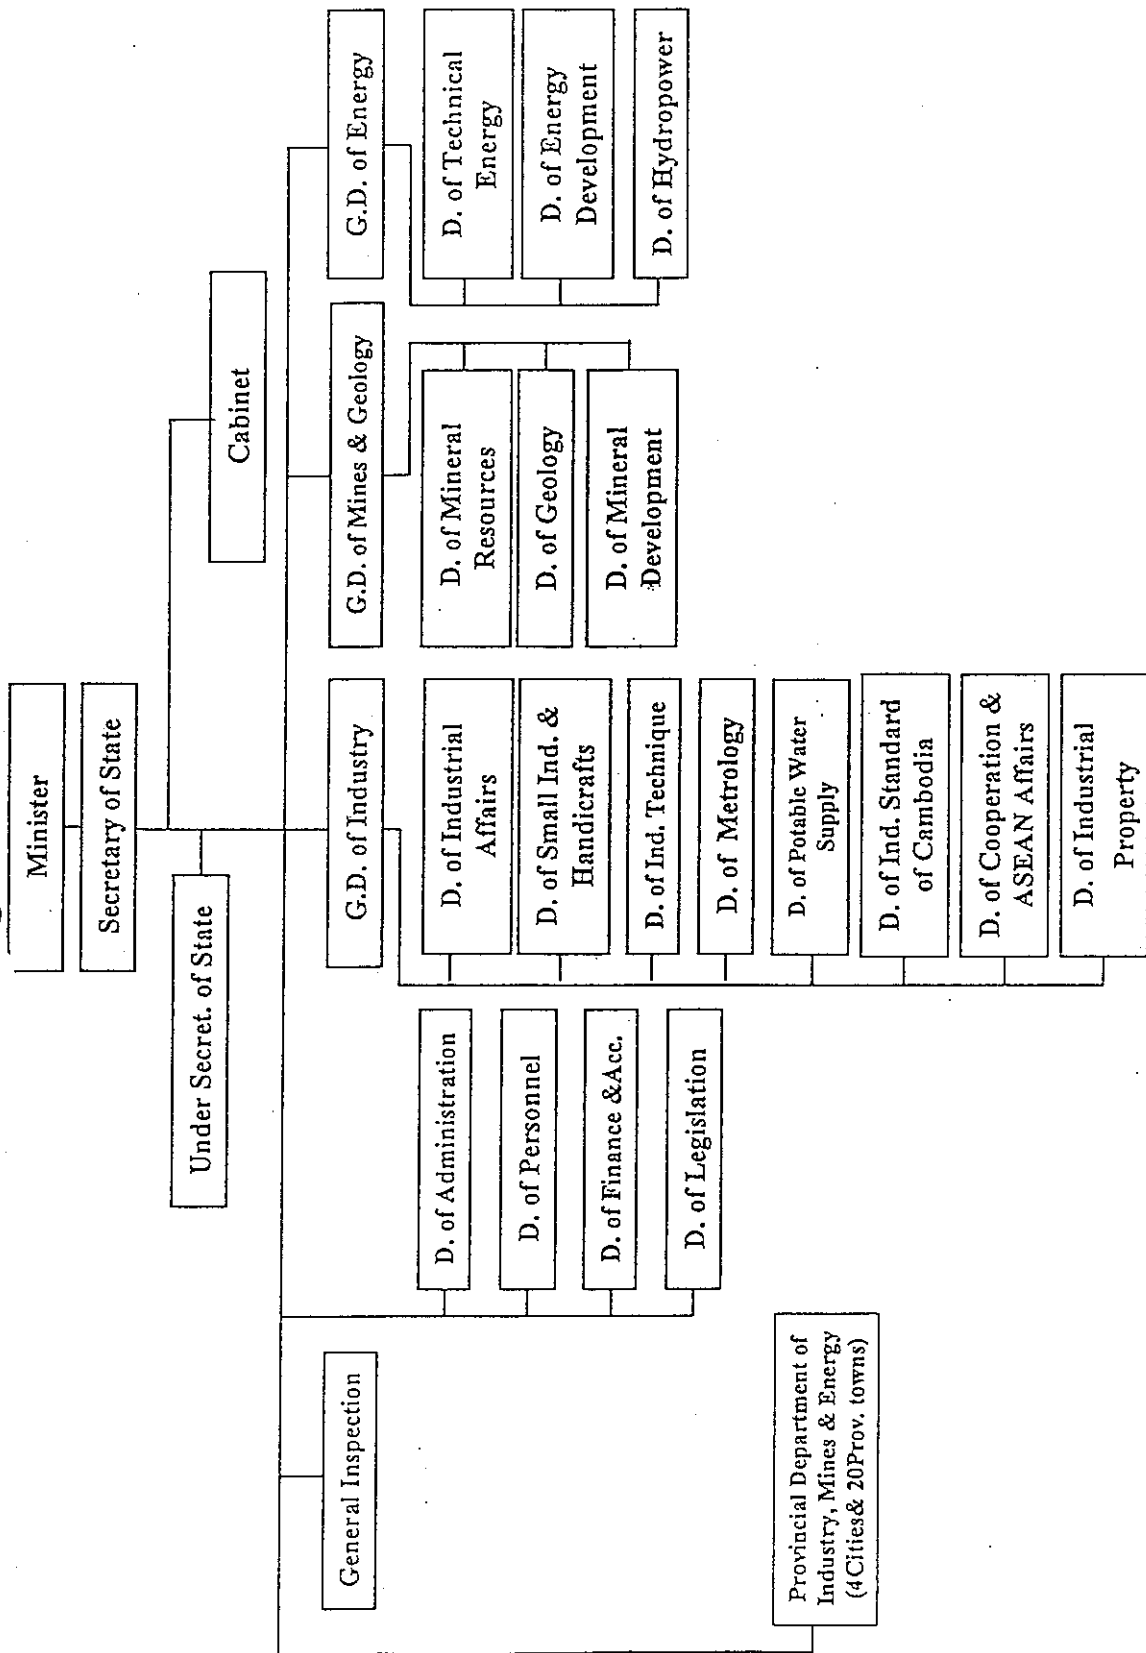 Minister
Secretary of State
Under Secret. of State
Cabinet
General Inspection
G.D. of Industry
G.D. of Mines & Geology
G.D. of Energy
Provincial Department of
Industry, Mines & Energy
(4Cities& 20Prov. towns)
D. of Administration
D. of Personnel
D. of Finance &Acc.
D. of Legislation
D. of Industrial
Affairs
D. of Small Ind. &
Handicrafts
D. of Ind. Technique
D. of Metrology
D. of Potable Water
Supply
D. of Ind. Standard
of Cambodia
D. of Cooperation &
ASEAN Affairs
D. of Industrial
Property
D. of Mineral
Resources
D. of Geology
D. of Mineral
Development
D. of Technical
Energy
D. of Energy
Development
D. of Hydropower